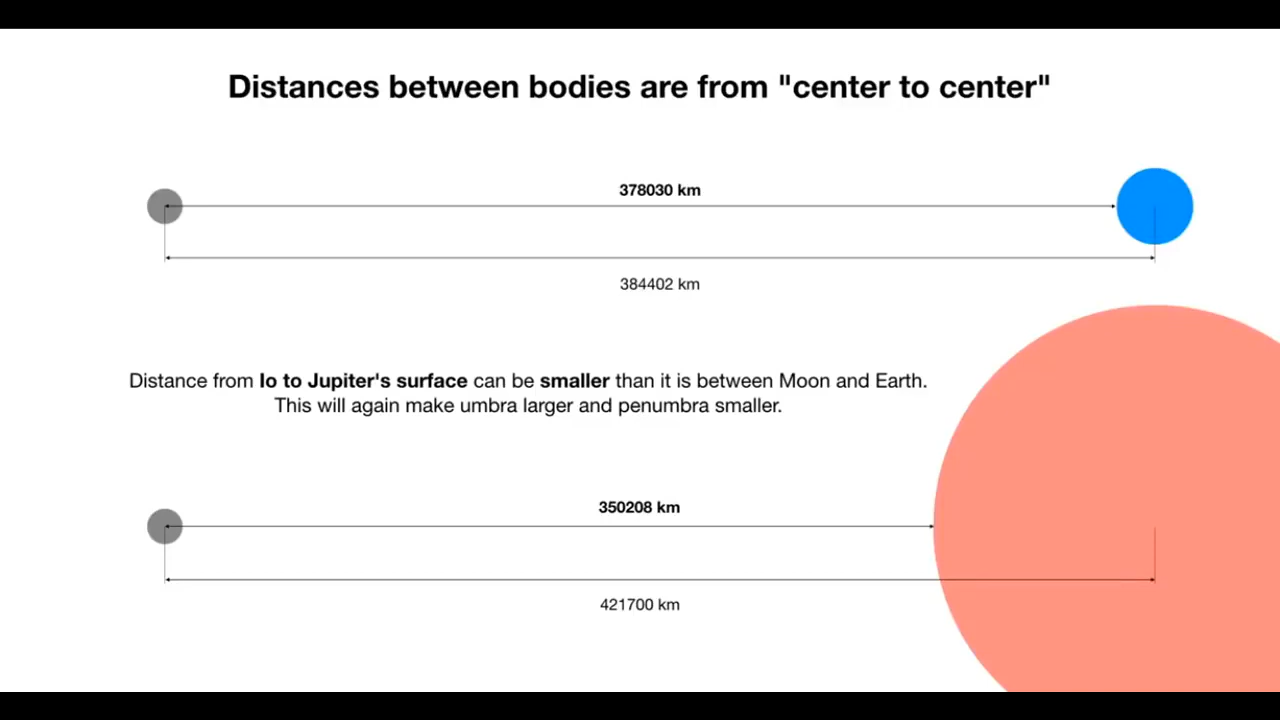 Distances between bodies are from "center to center"
378030 km
384402 km
Distance from Io to Jupiter's surface can be smaller than it is between Moon and Earth.
This will again make umbra larger and penumbra smaller.
350208 km
421700 km